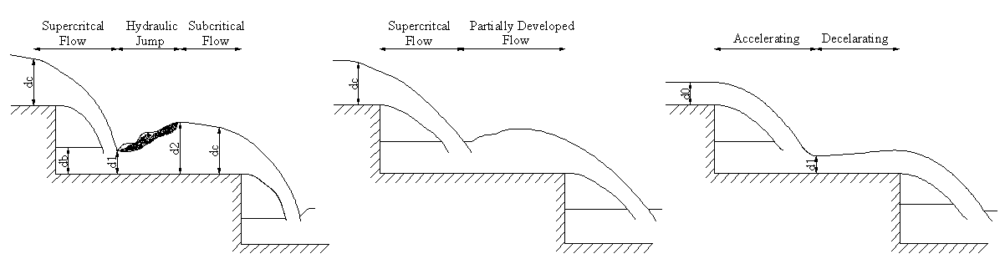 Supercritcal Flow
Hydraulic Jump
Subcritical Flow
dc
db
d1
d2
dc
Supercritcal Flow
Partially Developed Flow
dc
Accelerating
Decelarating
d0
d1